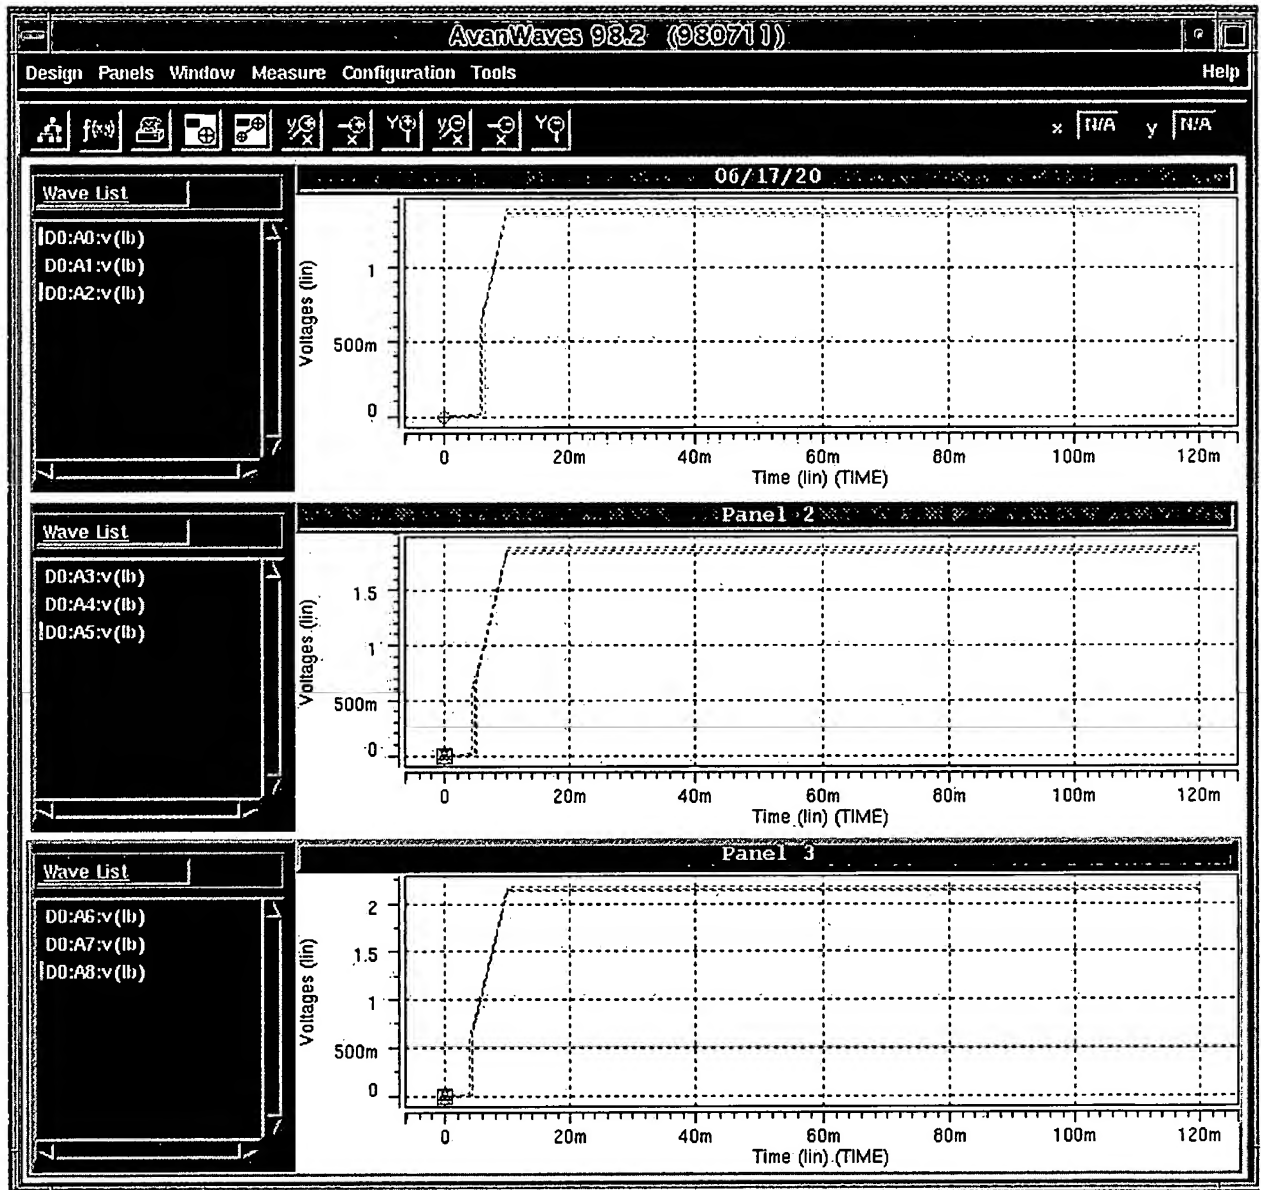 AvanWaves 98.2 (980711)
Design Panels Window Measure Configuration Tools Help
f(xy) y x x Y y x x Y x N/A y N/A
Wave List
D0:A0:v(lb)
D0:A1:v(lb)
D0:A2:v(lb)
06/17/20
Voltages (lin)
1
500m
0
0 20m 40m 60m 80m 100m 120m
Time (lin) (TIME)
Wave List
D0:A3:v(lb)
D0:A4:v(lb)
D0:A5:v(lb)
Panel 2
Voltages (lin)
1.5
1
500m
0
0 20m 40m 60m 80m 100m 120m
Time (lin) (TIME)
Wave List
D0:A6:v(lb)
D0:A7:v(lb)
D0:A8:v(lb)
Panel 3
Voltages (lin)
2
1.5
1
500m
0
0 20m 40m 60m 80m 100m 120m
Time (lin) (TIME)